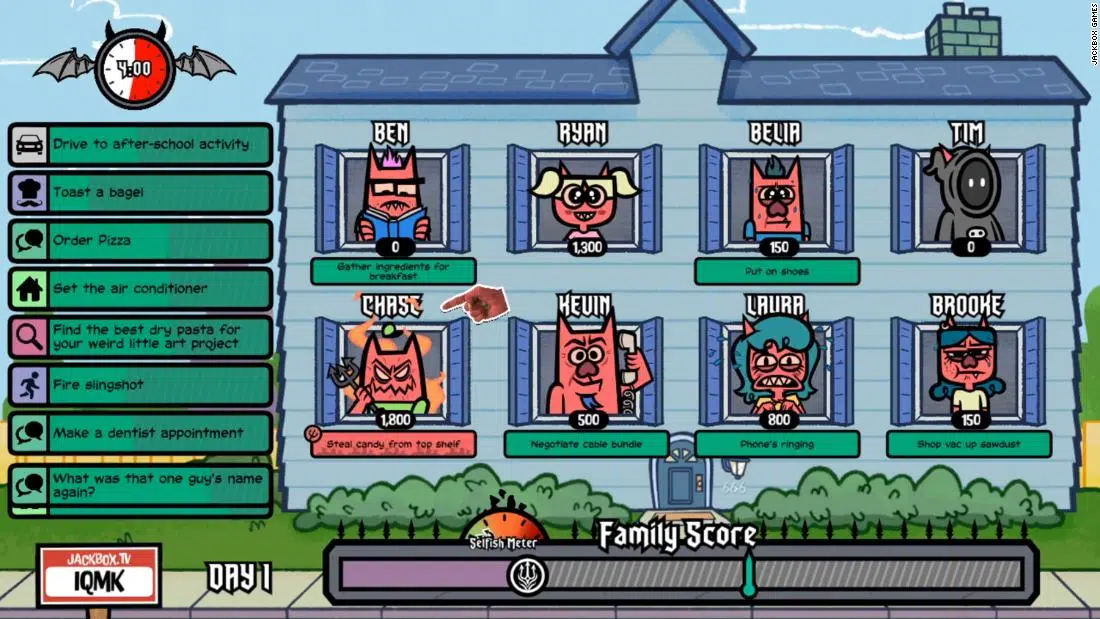 JACKBOX GAMES
4:00
Drive to after-school activity
Toast a bagel
Order Pizza
Set the air conditioner
Find the best dry pasta for
your weird little art project
Fire slingshot
Make a dentist appointment
What was that one guy's name
again?
BEN
0
Gather ingredients for
breakfast
RYAN
1,300
BELIA
150
Put on shoes
TIM
0
CHASE
1,800
Steal candy from top shelf
KEVIN
500
Negotiate cable bundle
LAURA
800
Phone's ringing
BROOKE
150
Shop vac up sawdust
666
Selfish Meter
Family Score
JACKBOX.TV
IQMK
DAY 1